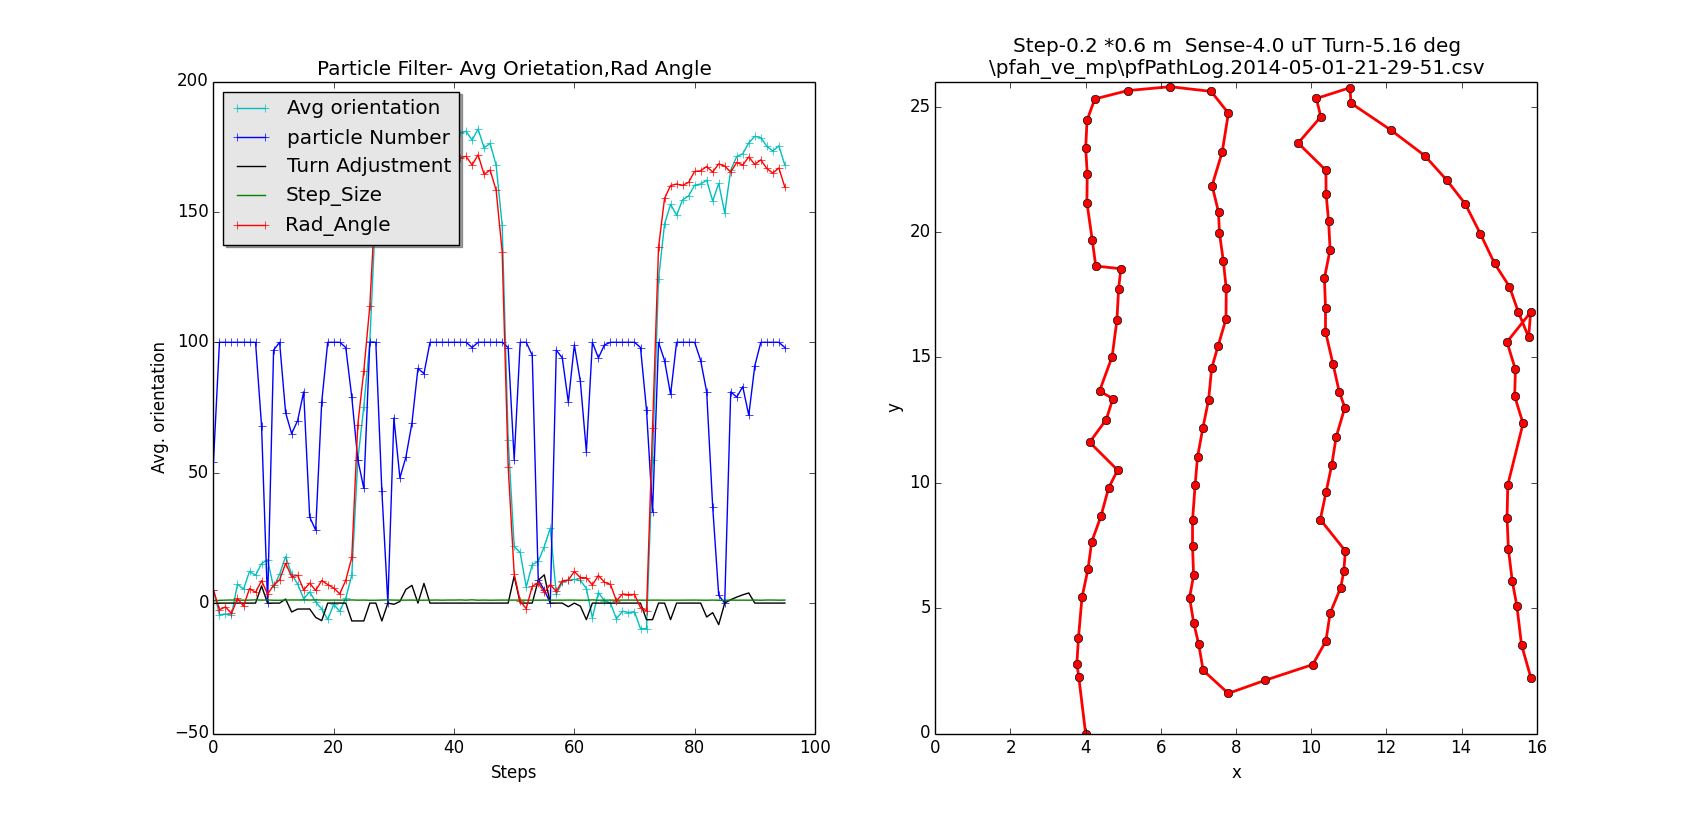 Particle Filter- Avg Orietation,Rad Angle
200
150
100
50
0
−50
Avg. orientation
Avg orientation
particle Number
Turn Adjustment
Step_Size
Rad_Angle
0 20 40 60 80 100
Steps
Step-0.2 *0.6 m Sense-4.0 uT Turn-5.16 deg
\pfah_ve_mp\pfPathLog.2014-05-01-21-29-51.csv
25
20
15
10
5
0
y
0 2 4 6 8 10 12 14 16
x